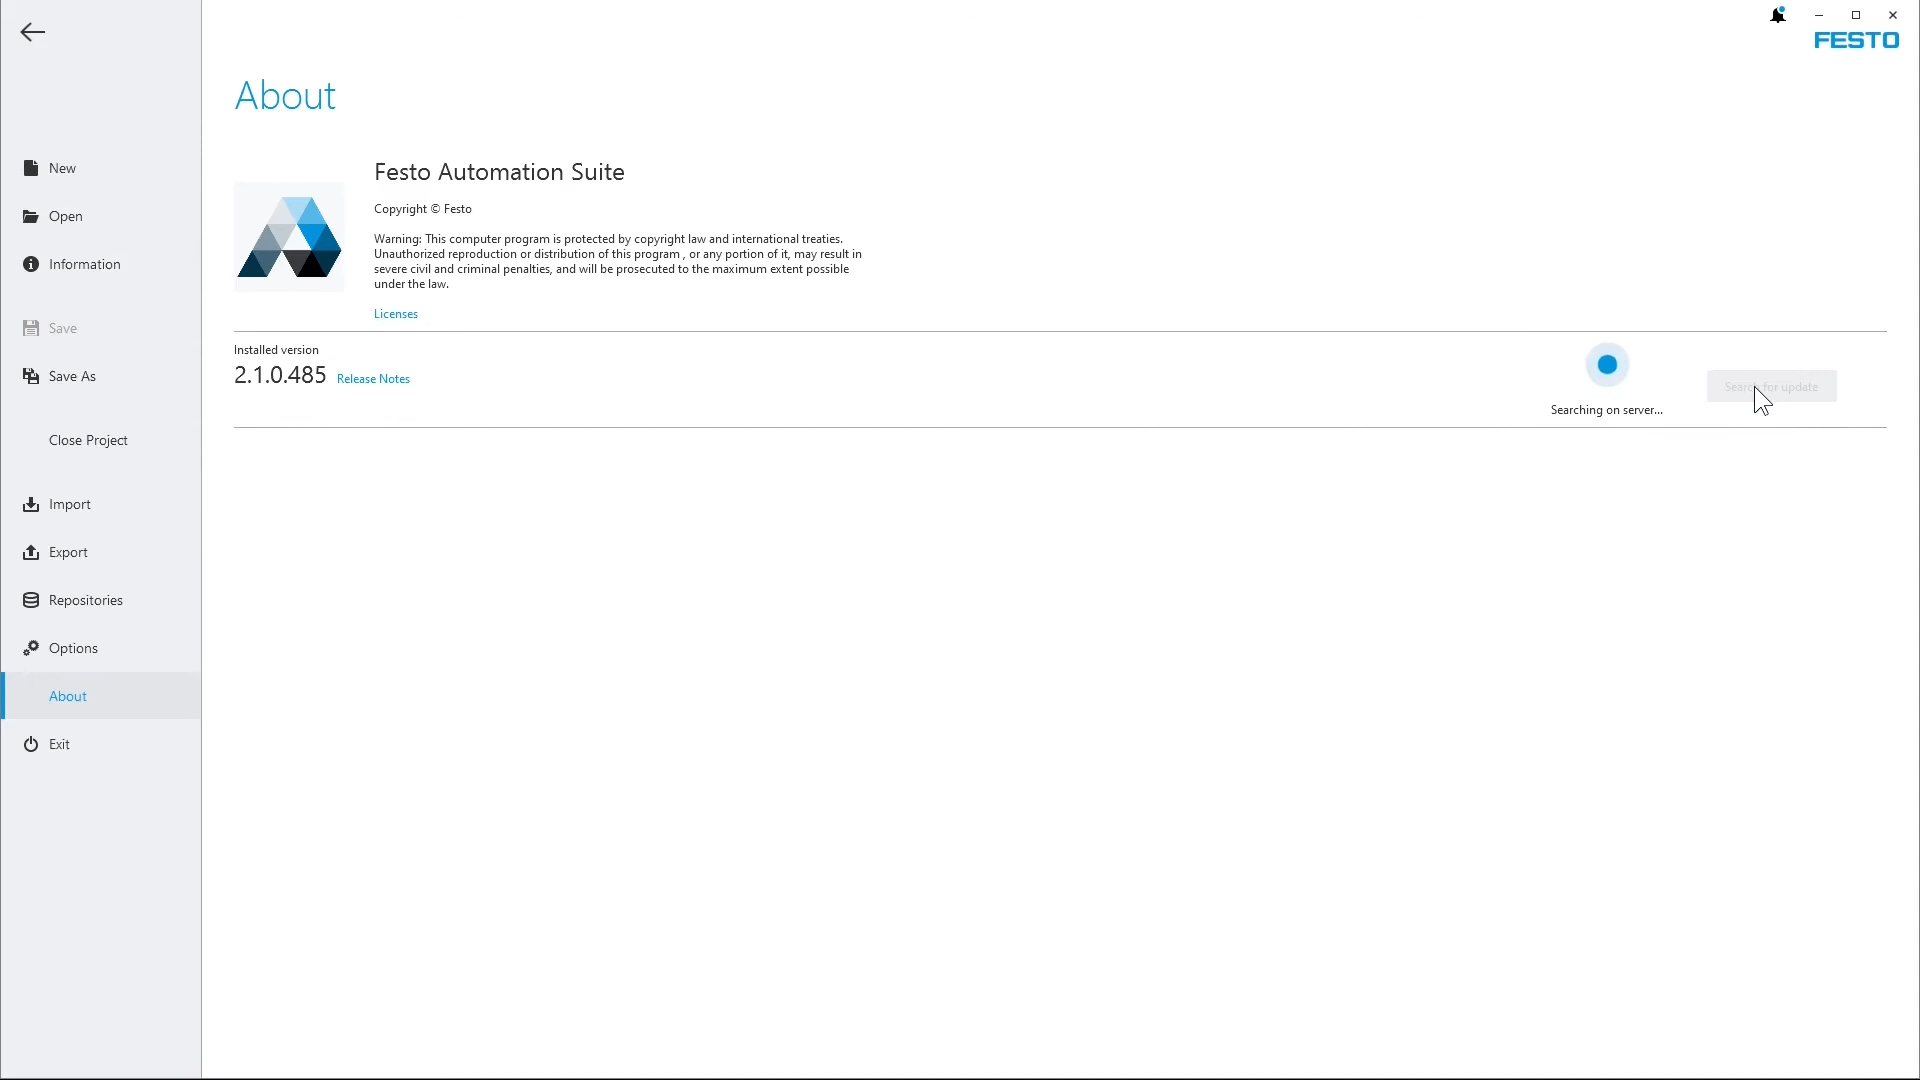 FESTO
About
New
Open
Information
Save
Save As
Close Project
Import
Export
Repositories
Options
About
Exit
Festo Automation Suite
Copyright © Festo
Warning: This computer program is protected by copyright law and international treaties.
Unauthorized reproduction or distribution of this program , or any portion of it, may result in
severe civil and criminal penalties, and will be prosecuted to the maximum extent possible
under the law.
Licenses
Installed version
2.1.0.485 Release Notes
Searching on server...
Search for update